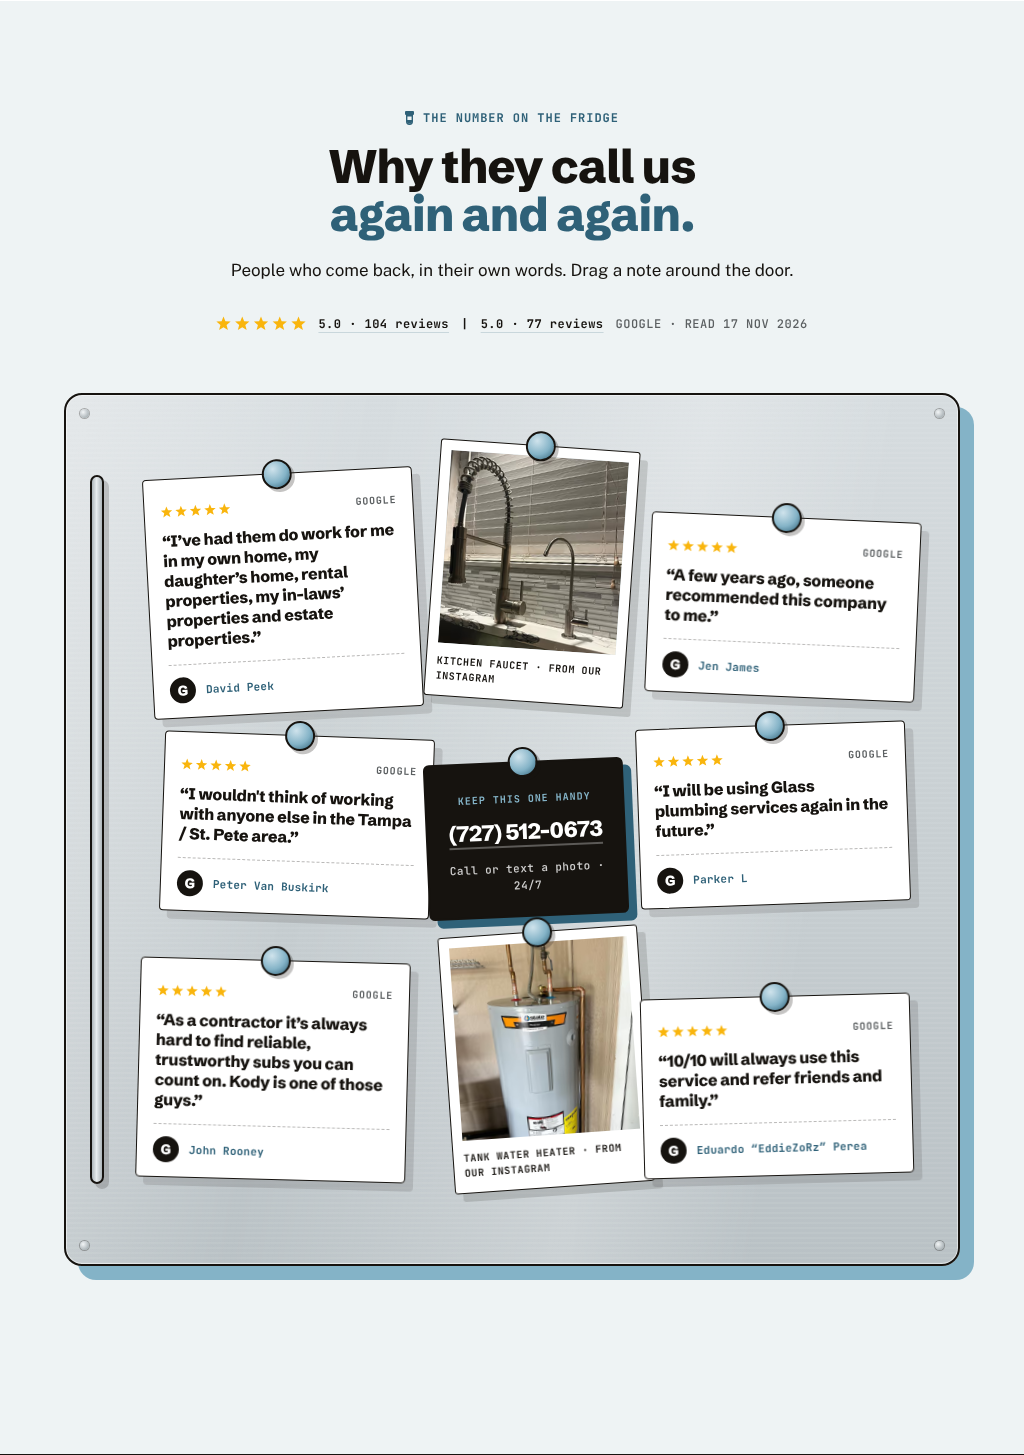 THE NUMBER ON THE FRIDGE
Why they call us
again and again.
People who come back, in their own words. Drag a note around the door.
5.0 · 104 reviews | 5.0 · 77 reviews GOOGLE · READ 17 NOV 2026
GOOGLE
“I’ve had them do work for me
in my own home, my
daughter’s home, rental
properties, my in-laws’
properties and estate
properties.”
G David Peek
KITCHEN FAUCET · FROM OUR
INSTAGRAM
GOOGLE
“A few years ago, someone
recommended this company
to me.”
G Jen James
GOOGLE
“I wouldn't think of working
with anyone else in the Tampa
/ St. Pete area.”
G Peter Van Buskirk
KEEP THIS ONE HANDY
(727) 512-0673
Call or text a photo ·
24/7
GOOGLE
“I will be using Glass
plumbing services again in the
future.”
G Parker L
GOOGLE
“As a contractor it’s always
hard to find reliable,
trustworthy subs you can
count on. Kody is one of those
guys.”
G John Rooney
TANK WATER HEATER · FROM
OUR INSTAGRAM
GOOGLE
“10/10 will always use this
service and refer friends and
family.”
G Eduardo “EddieZoRz” Perea